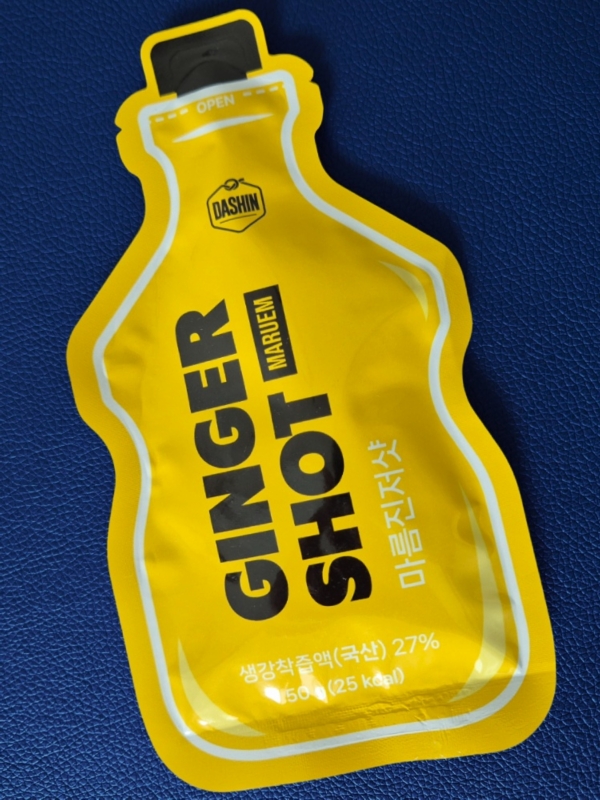 OPEN
DASHIN
GINGER
SHOT
MARUEM
마름진저샷
생강착즙액(국산) 27%
50 g (25 kcal)